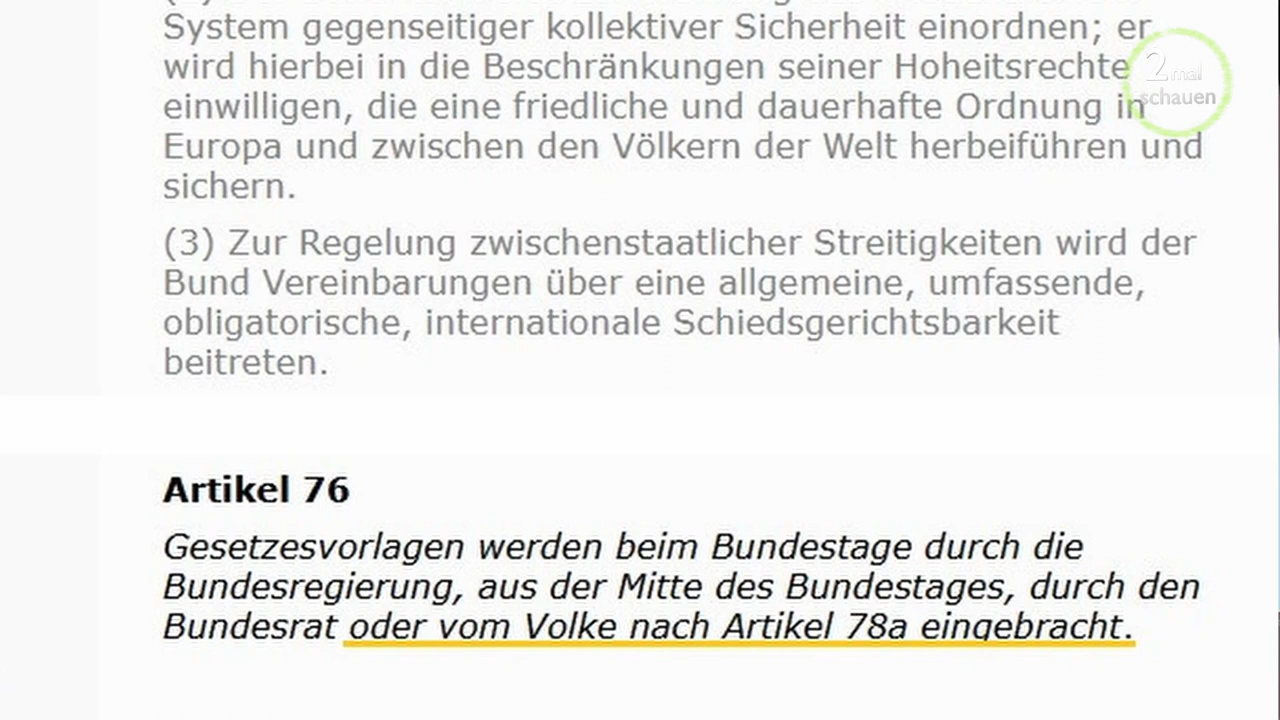 System gegenseitiger kollektiver Sicherheit einordnen; er
wird hierbei in die Beschränkungen seiner Hoheitsrechte
einwilligen, die eine friedliche und dauerhafte Ordnung in
Europa und zwischen den Völkern der Welt herbeiführen und
sichern.
(3) Zur Regelung zwischenstaatlicher Streitigkeiten wird der
Bund Vereinbarungen über eine allgemeine, umfassende,
obligatorische, internationale Schiedsgerichtsbarkeit
beitreten.
Artikel 76
Gesetzesvorlagen werden beim Bundestage durch die
Bundesregierung, aus der Mitte des Bundestages, durch den
Bundesrat oder vom Volke nach Artikel 78a eingebracht.
2 mal
schauen